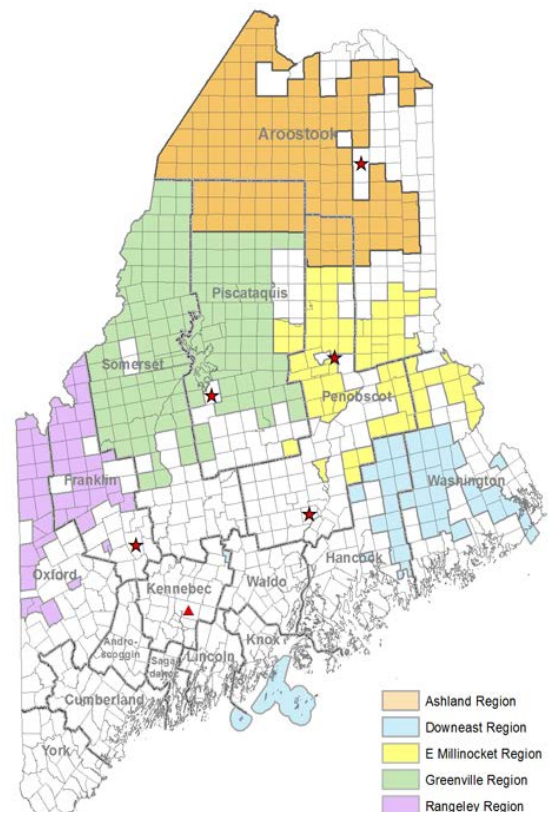 Aroostook
Piscataquis
Somerset
Penobscot
Franklin
Washington
Oxford
Hancock
Kennebec
Waldo
Andro-
scoggin
Knox
Lincoln
Saga-
dahoc
Cumberland
York
Ashland Region
Downeast Region
E Millinocket Region
Greenville Region
Rangeley Region